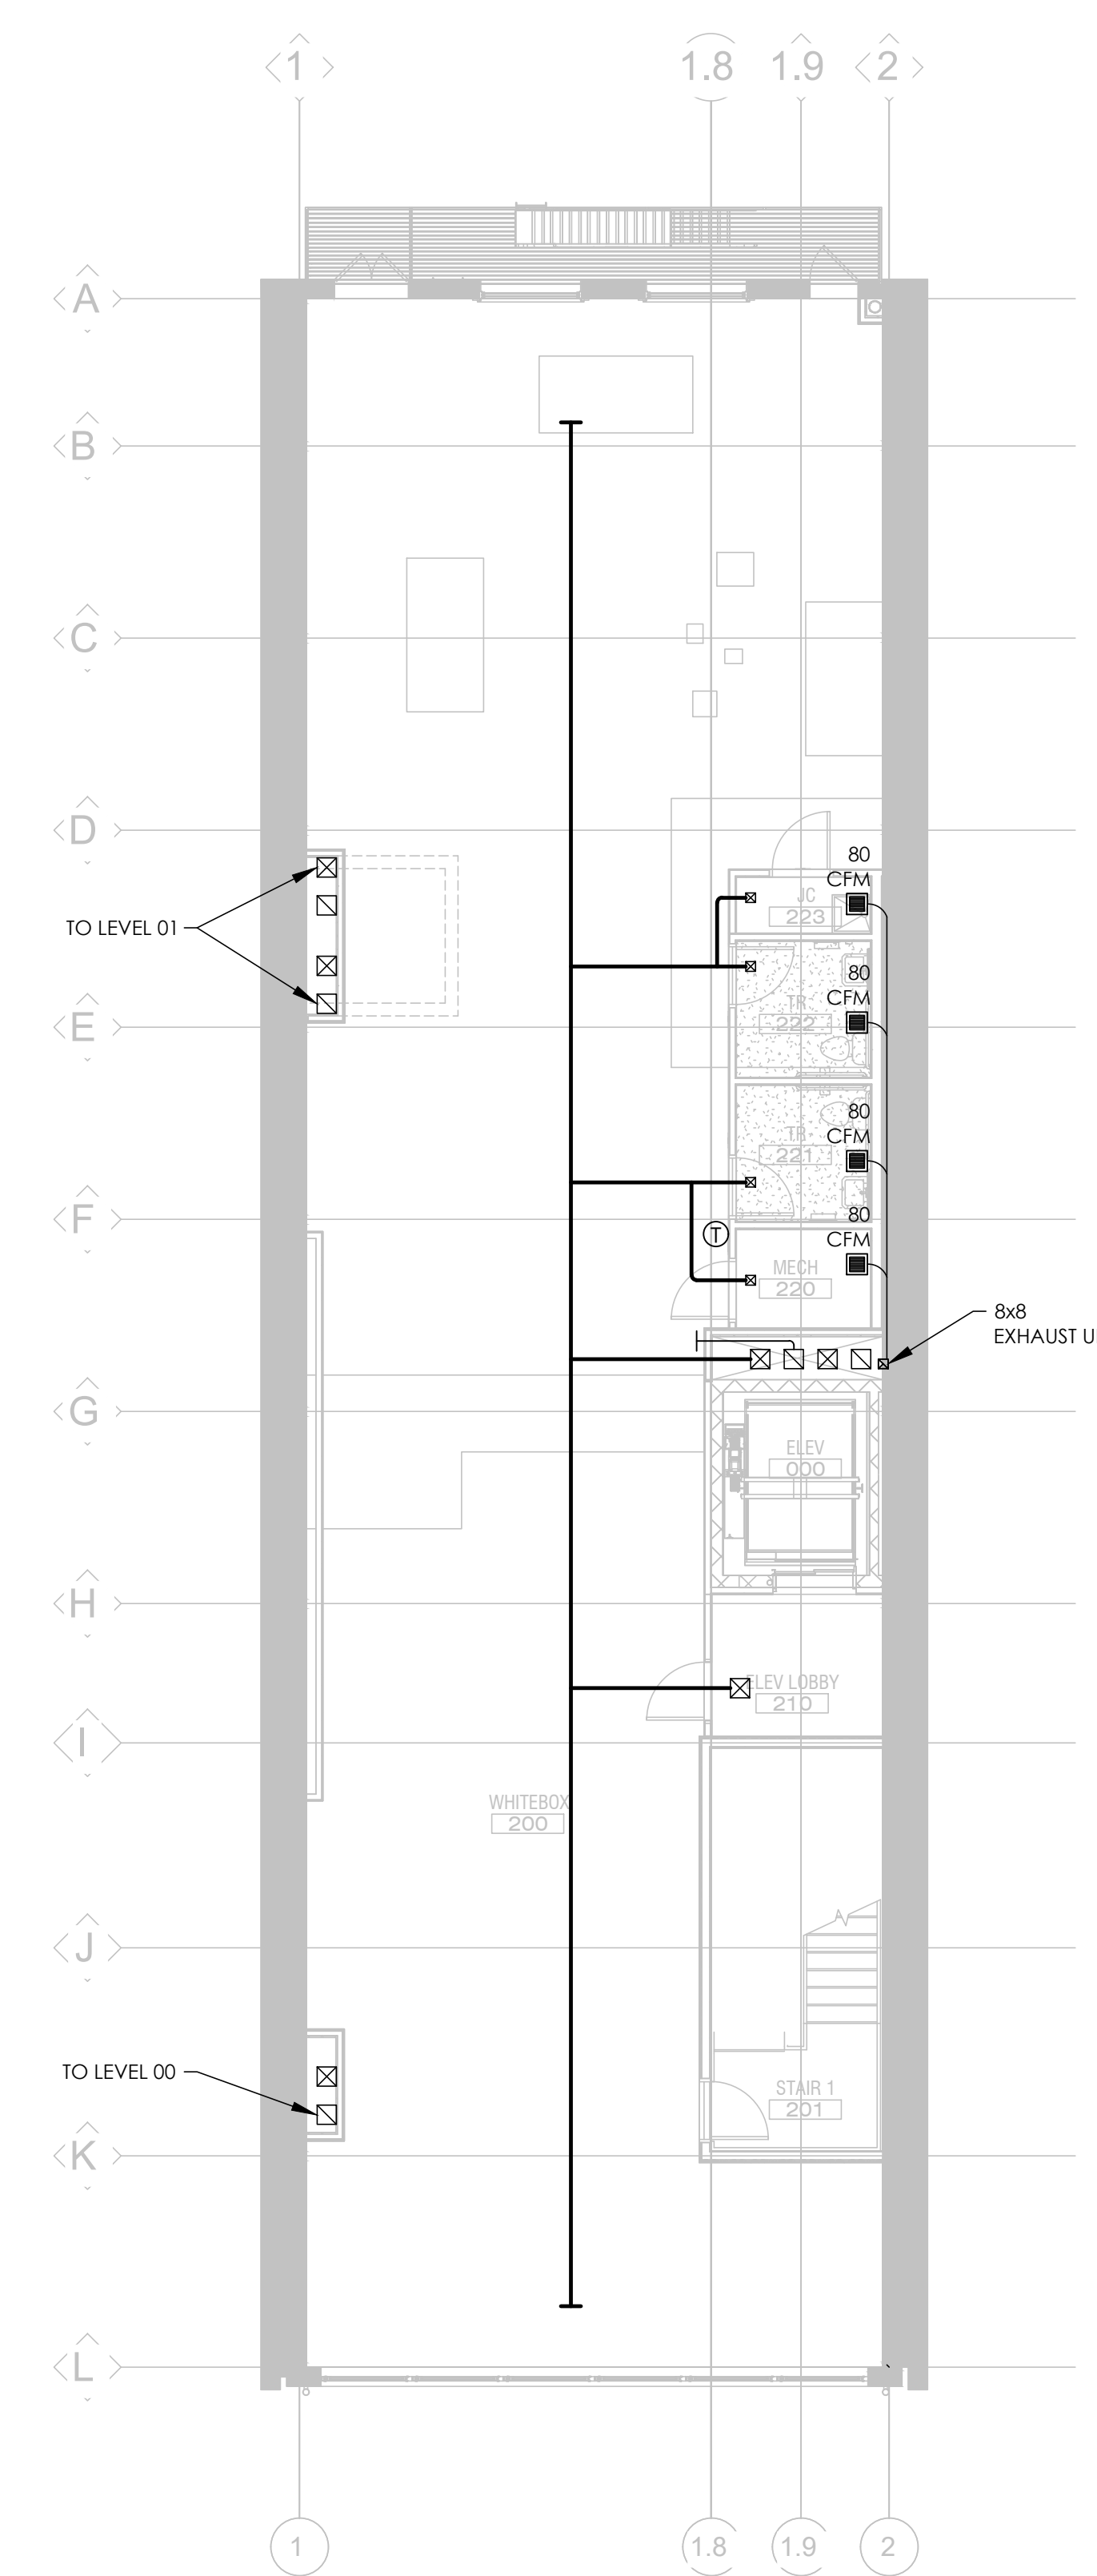 1 1.8 1.9 2
A
B
C
D
80
CFM
JC
223
TO LEVEL 01
80
CFM
TR
222
E
80
CFM
TR
221
F
80
CFM
T
MECH
220
8x8
EXHAUST U
G
ELEV
000
H
ELEV LOBBY
210
I
WHITEBOX
200
J
TO LEVEL 00
STAIR 1
201
K
L
1 1.8 1.9 2